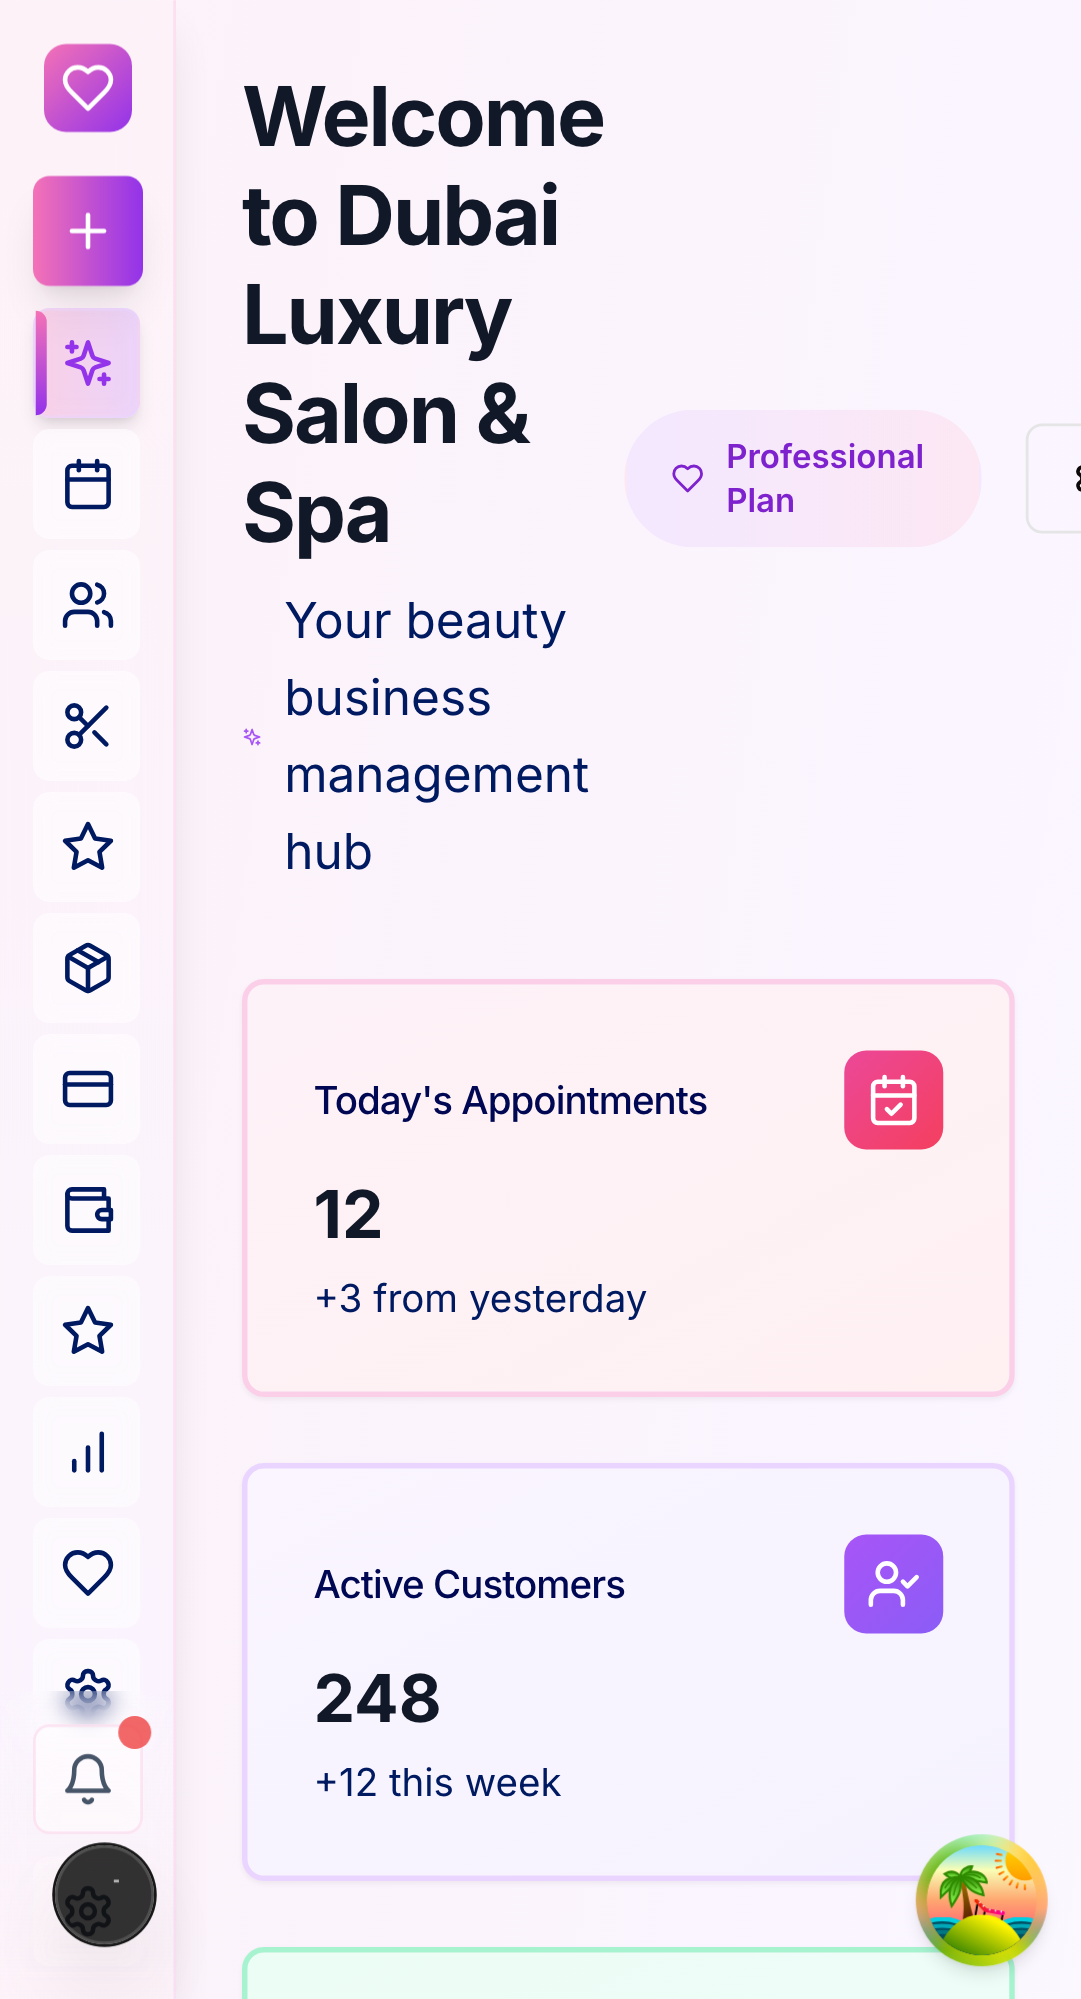 Welcome
to Dubai
Luxury
Salon &
Spa
Professional
Plan
Your beauty
business
management
hub
Today's Appointments
12
+3 from yesterday
Active Customers
248
+12 this week